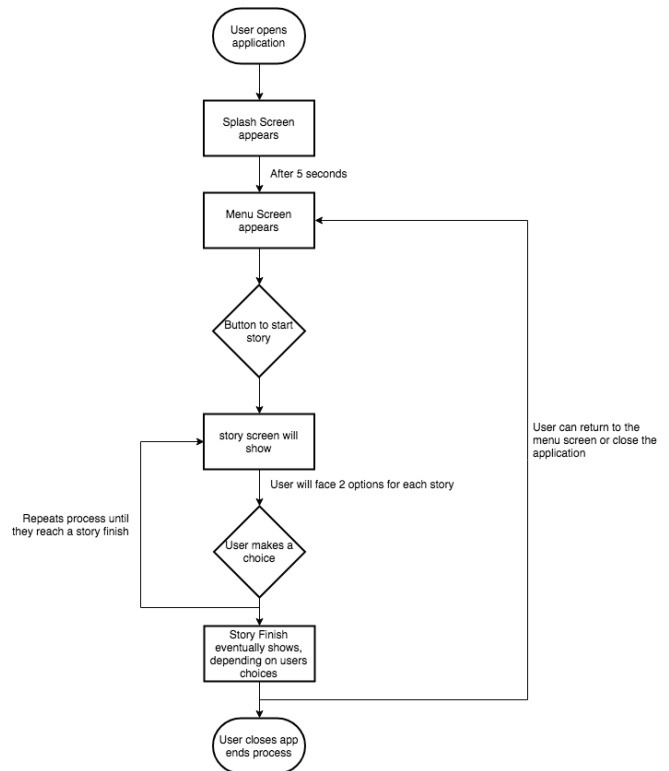 User opens
application
Splash Screen
appears
After 5 seconds
Menu Screen
appears
Button to start
story
story screen will
show
User can return to the
menu screen or close the
application
User will face 2 options for each story
Repeats process until
they reach a story finish
User makes a
choice
Story Finish
eventually shows,
depending on users
choices
User closes app
ends process